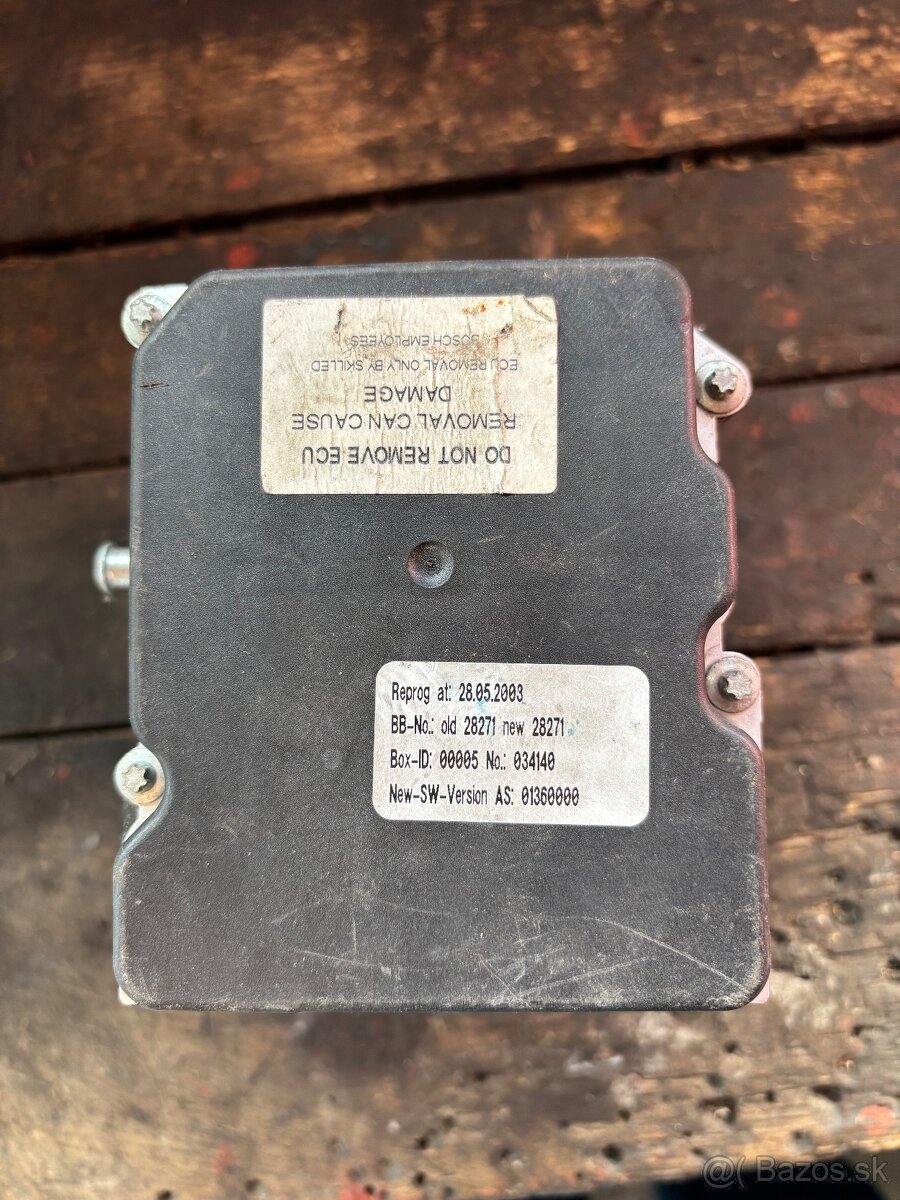 DO NOT REMOVE ECU
REMOVAL CAN CAUSE
DAMAGE
ECU REMOVAL ONLY BY SKILLED
BOSCH EMPLOYEES
Reprog at: 28.05.2003
BB-No.: old 28271 new 28271
Box-ID: 00005 No.: 034140
New-SW-Version AS: 01360000
@( Bazos.sk